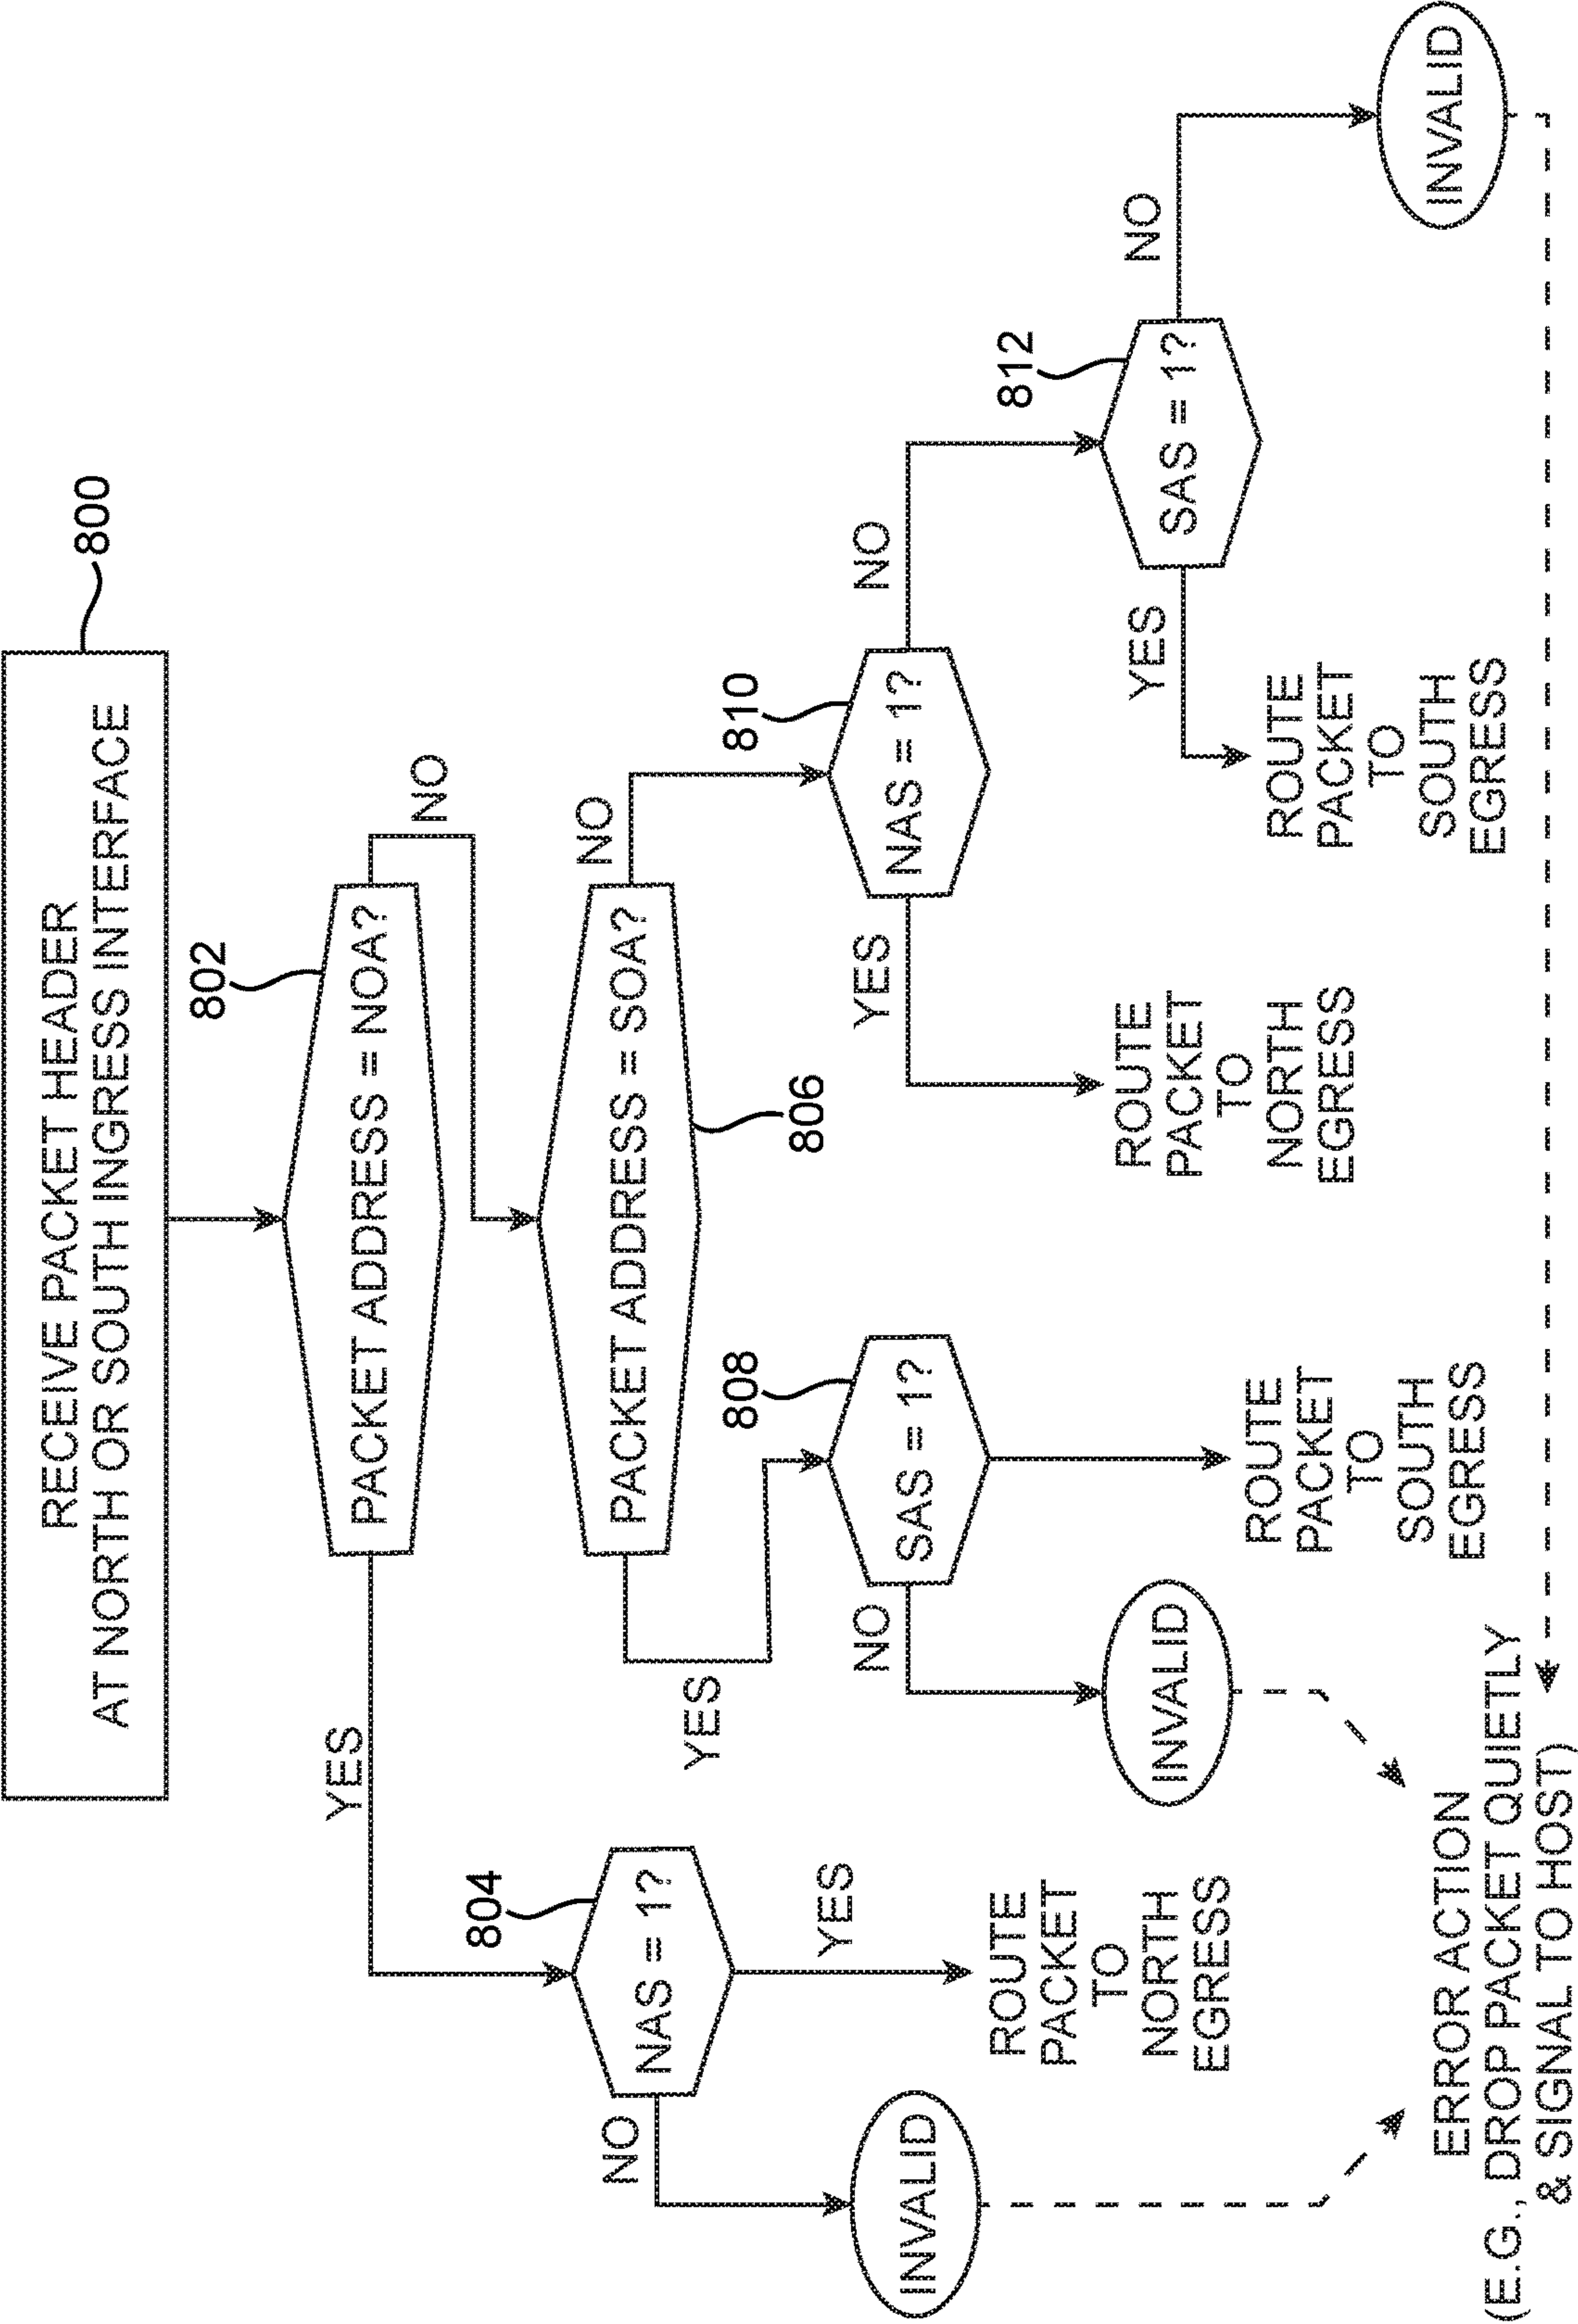 RECEIVE PACKET HEADER
AT NORTH OR SOUTH INGRESS INTERFACE
800
802
PACKET ADDRESS = NOA?
YES
NO
PACKET ADDRESS = SOA?
806
YES
NO
804
NAS = 1?
NO
YES
INVALID
ROUTE
PACKET
TO
NORTH
EGRESS
808
SAS = 1?
NO
INVALID
ROUTE
PACKET
TO
SOUTH
EGRESS
810
NAS = 1?
YES
NO
ROUTE
PACKET
TO
NORTH
EGRESS
812
SAS = 1?
YES
NO
ROUTE
PACKET
TO
SOUTH
EGRESS
INVALID
ERROR ACTION
(E.G., DROP PACKET QUIETLY
& SIGNAL TO HOST)